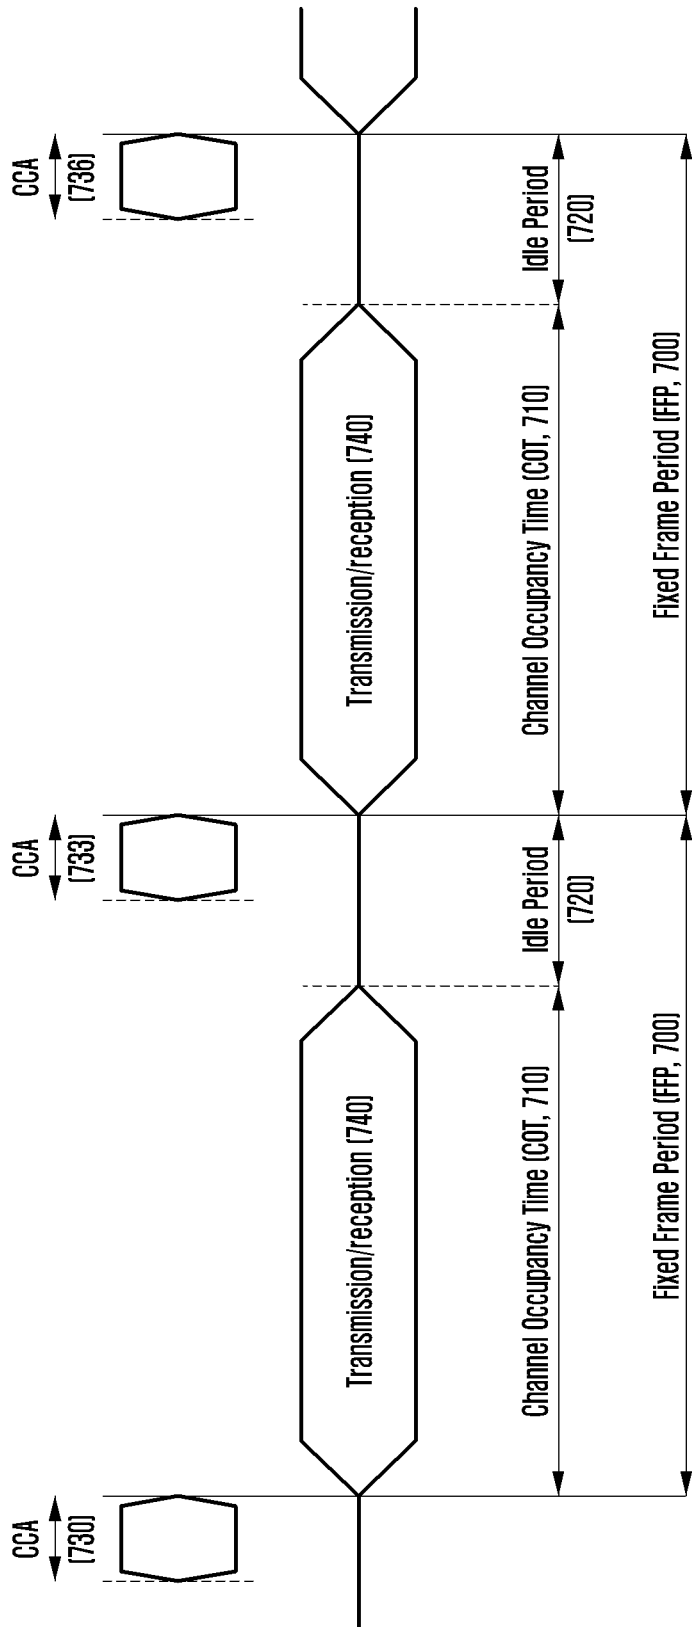 CCA
(730)
CCA
(733)
CCA
(736)
Transmission/reception (740)
Transmission/reception (740)
Channel Occupancy Time (COT, 710)
Idle Period
(720)
Channel Occupancy Time (COT, 710)
Idle Period
(720)
Fixed Frame Period (FFP, 700)
Fixed Frame Period (FFP, 700)